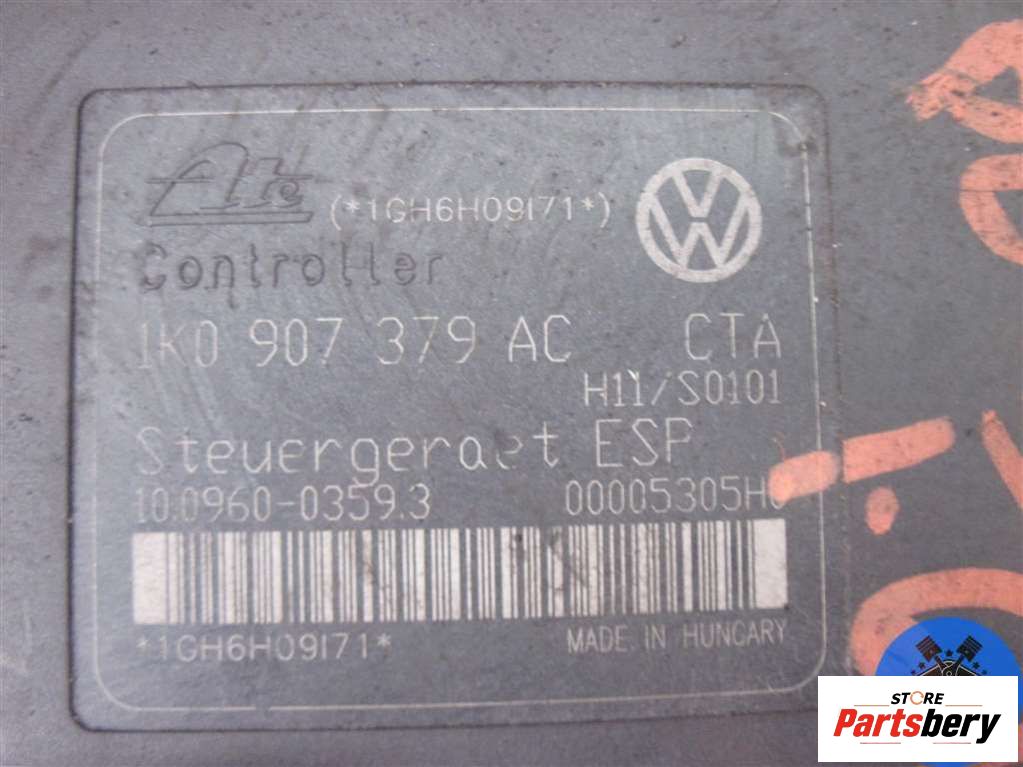 Ate (*1GH6H09I71*)
Controller
1K0 907 379 AC CTA
H11/S0101
Steuergeraet ESP
10.0960-0359.3 00005305H0
*1GH6H09I71*
MADE IN HUNGARY
STORE
Partsbery